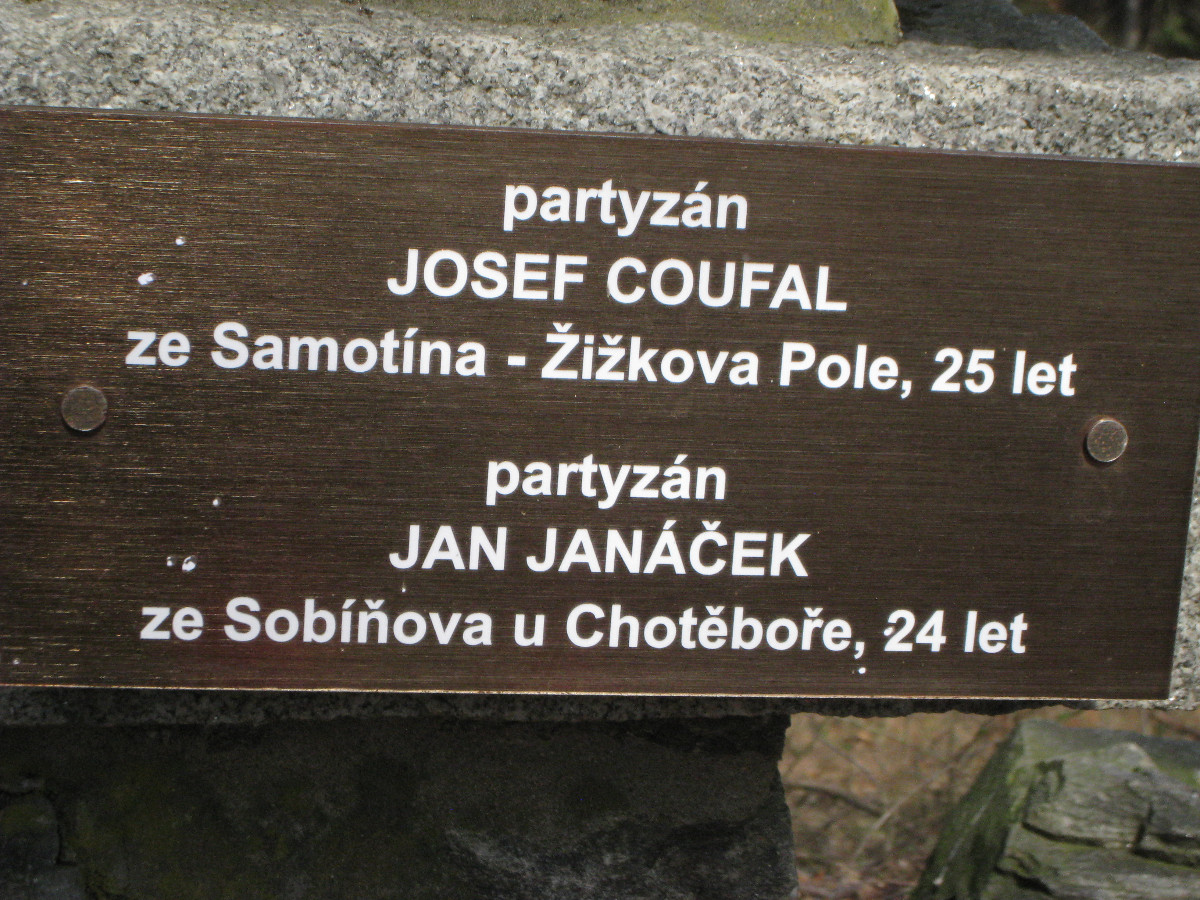 partyzán
JOSEF COUFAL
ze Samotína - Žižkova Pole, 25 let
partyzán
JAN JANÁČEK
ze Sobíňova u Chotěboře, 24 let